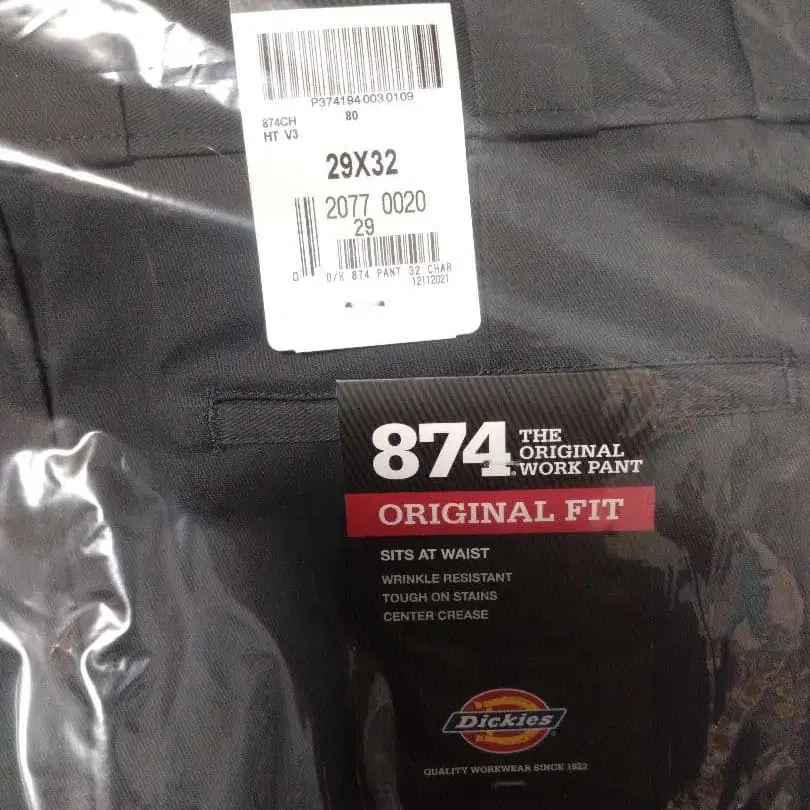 P374194 003 0109
874CH
80
HT V3
29X32
2077 0020
29
0
D/K 874 PANT 32 CHAR
12112021
874 THE
ORIGINAL
WORK PANT
ORIGINAL FIT
SITS AT WAIST
WRINKLE RESISTANT
TOUGH ON STAINS
CENTER CREASE
Dickies
QUALITY WORKWEAR SINCE 1922